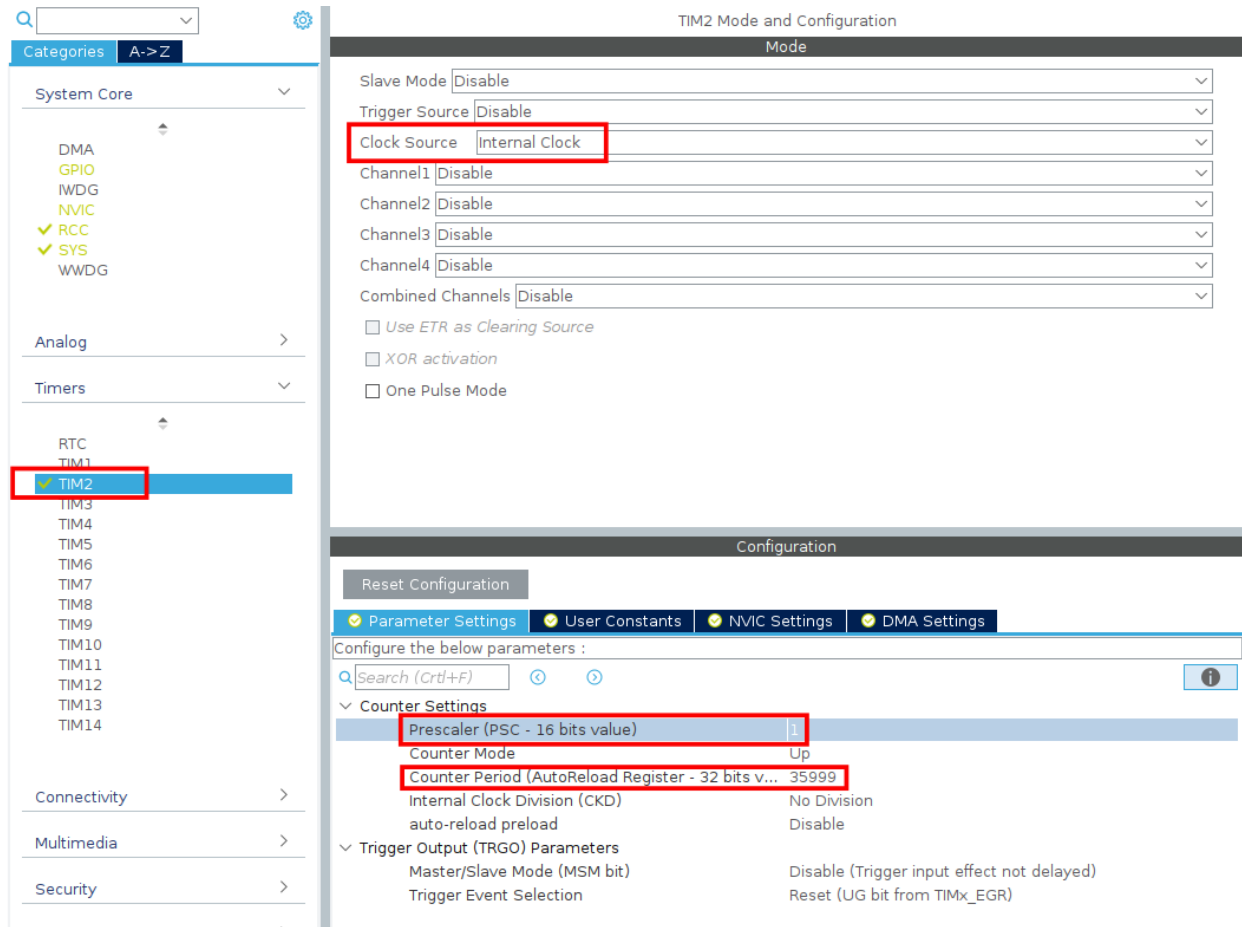 Categories A->Z
System Core
DMA
GPIO
IWDG
NVIC
RCC
SYS
WWDG
Analog
Timers
RTC
TIM1
TIM2
TIM3
TIM4
TIM5
TIM6
TIM7
TIM8
TIM9
TIM10
TIM11
TIM12
TIM13
TIM14
Connectivity
Multimedia
Security
TIM2 Mode and Configuration
Mode
Slave Mode Disable
Trigger Source Disable
Clock Source Internal Clock
Channel1 Disable
Channel2 Disable
Channel3 Disable
Channel4 Disable
Combined Channels Disable
Use ETR as Clearing Source
XOR activation
One Pulse Mode
Configuration
Reset Configuration
Parameter Settings User Constants NVIC Settings DMA Settings
Configure the below parameters :
Search (Crtl+F)
Counter Settings
Prescaler (PSC - 16 bits value) 1
Counter Mode Up
Counter Period (AutoReload Register - 32 bits v... 35999
Internal Clock Division (CKD) No Division
auto-reload preload Disable
Trigger Output (TRGO) Parameters
Master/Slave Mode (MSM bit) Disable (Trigger input effect not delayed)
Trigger Event Selection Reset (UG bit from TIMx_EGR)